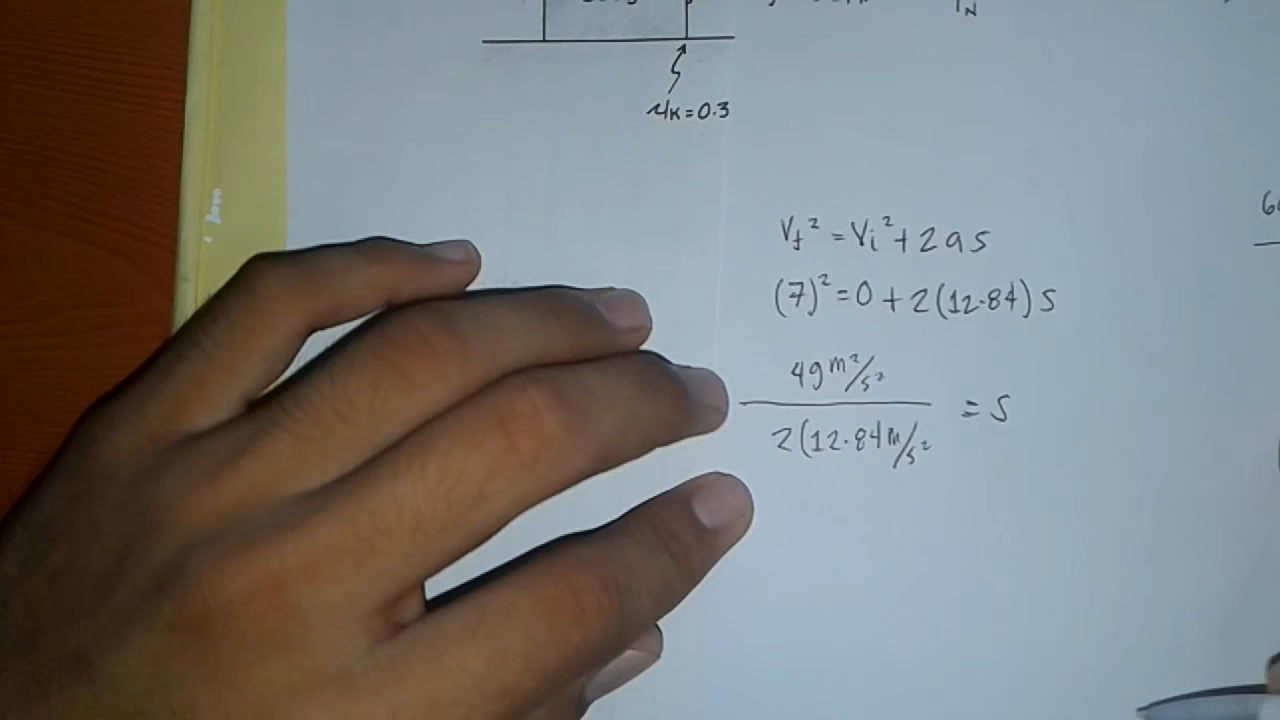 μk=0.3
Vf² = Vi² + 2as
(7)² = 0 + 2(12.84) s
49 m²/s²
= s
2(12.84 m/s²